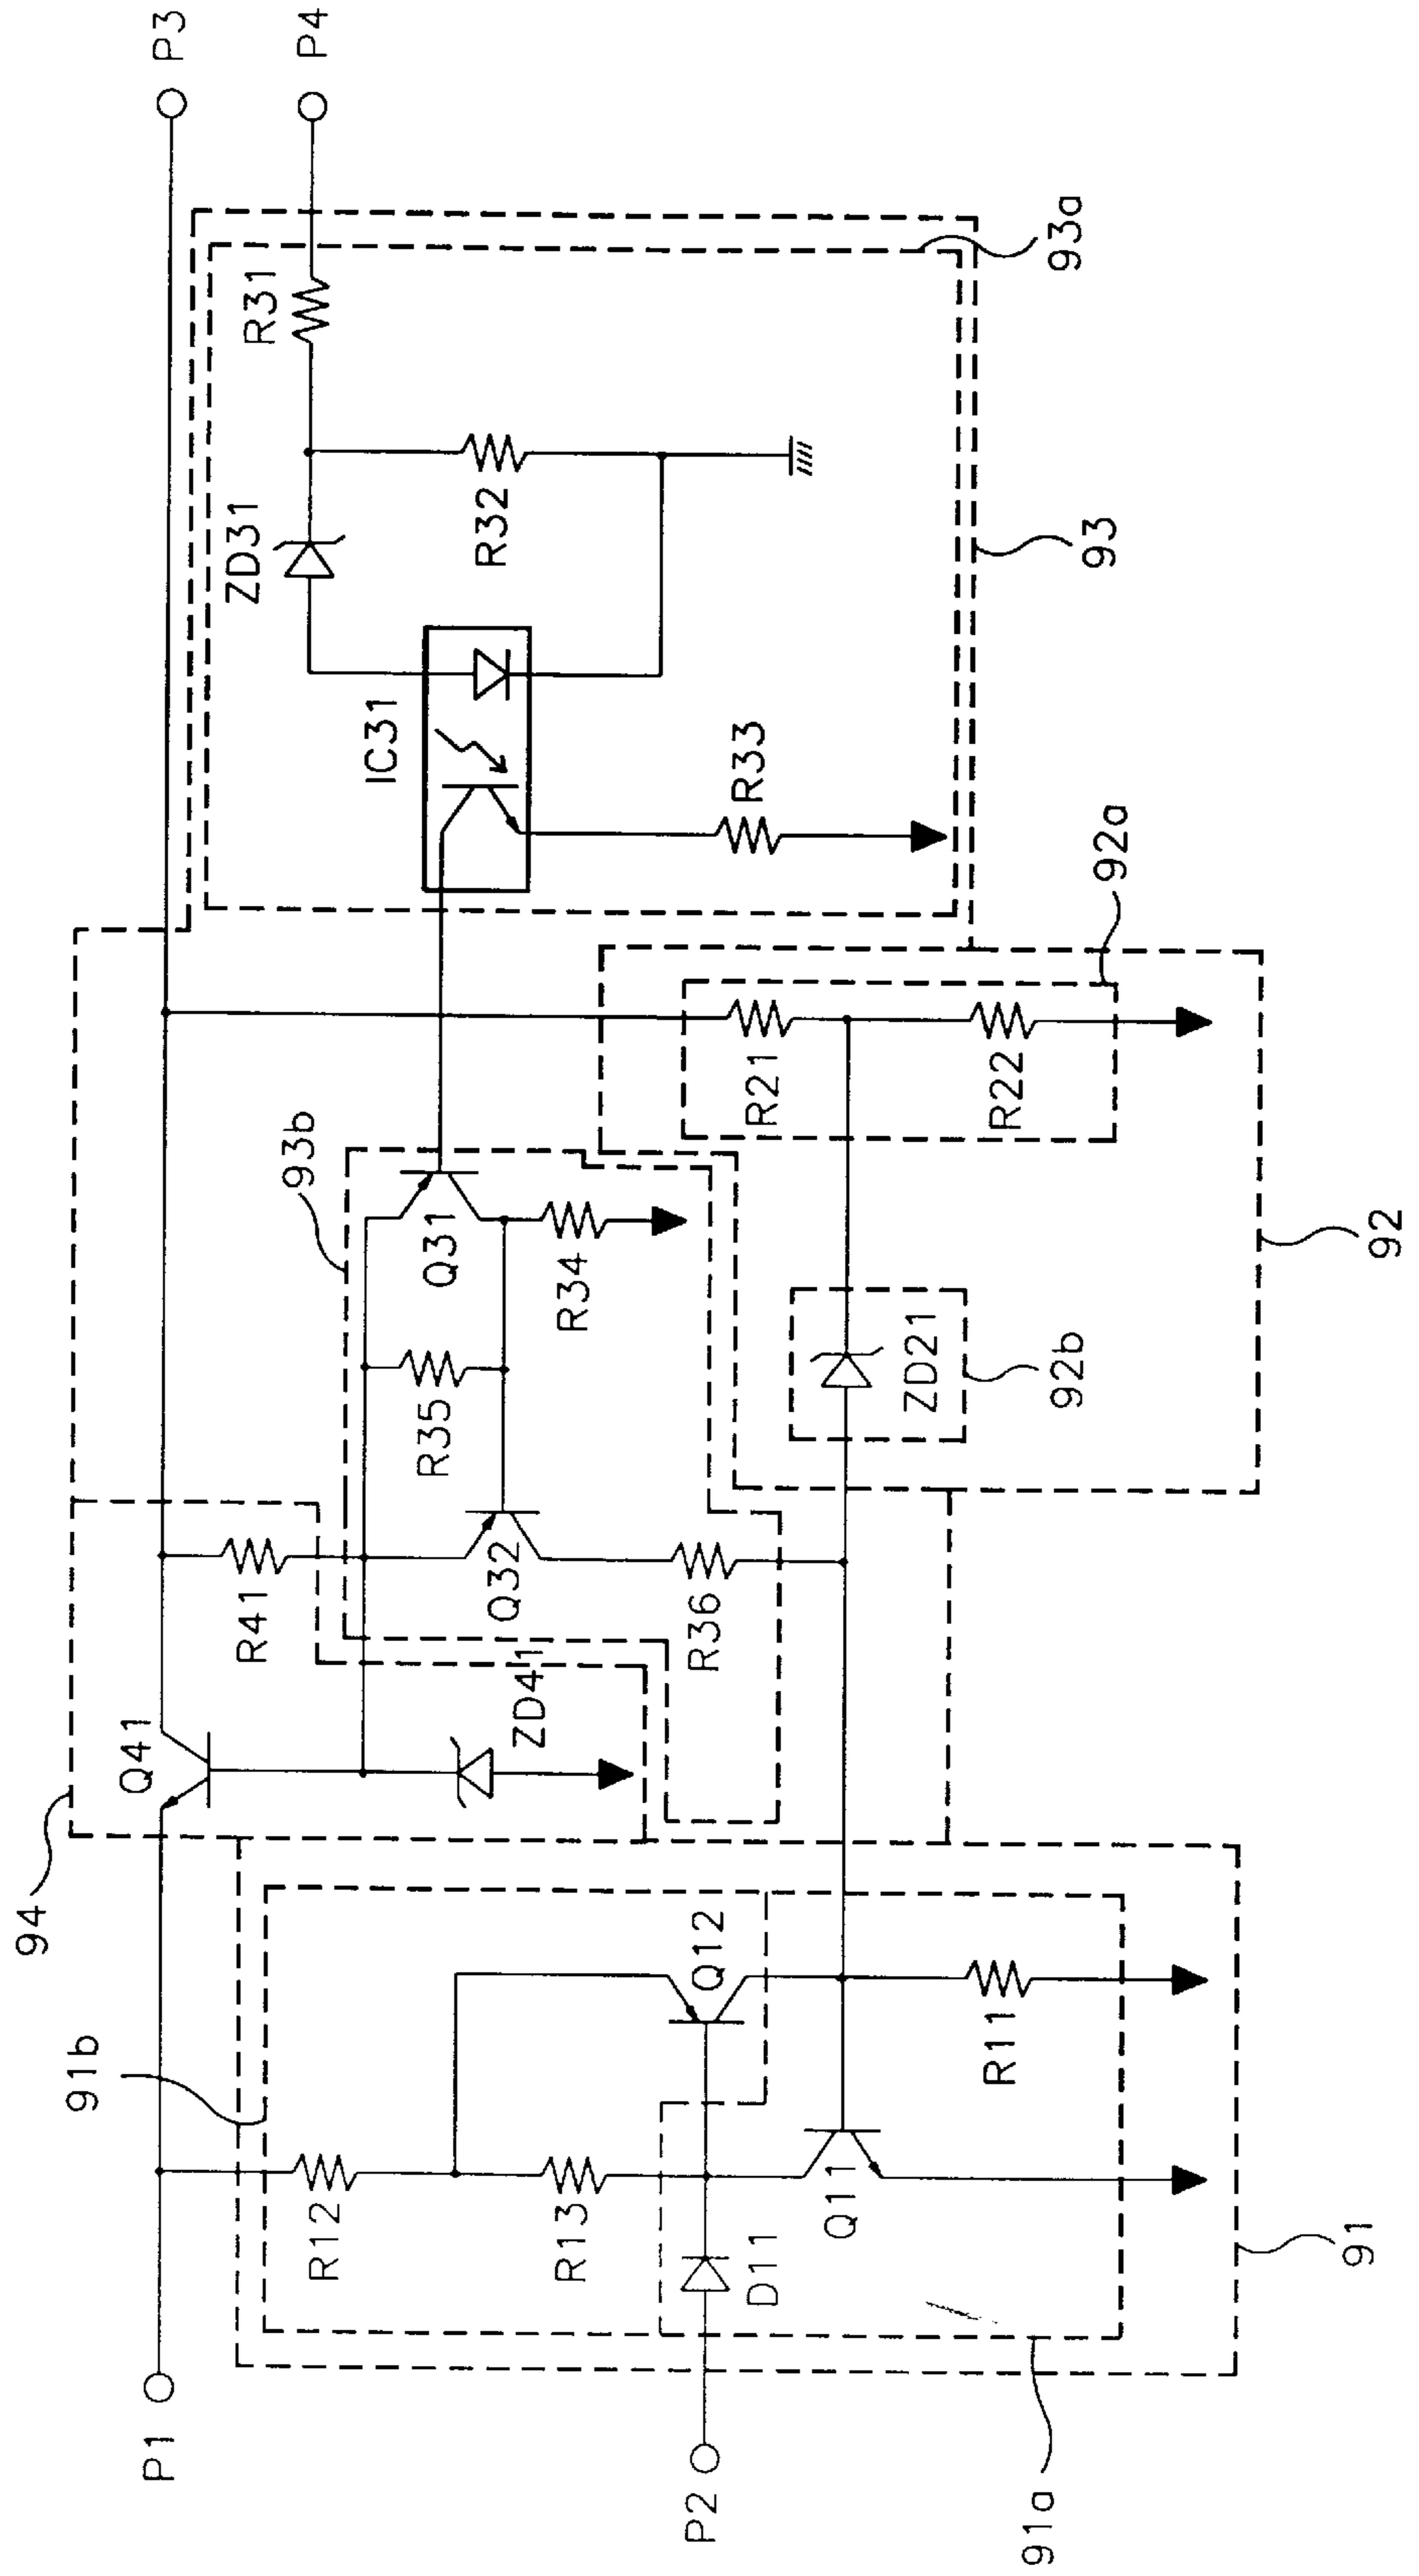 P3
P4
93a
R31
R32
ZD31
93
IC31
R33
92a
R21
R22
93b
Q31
R34
R35
92
ZD21
92b
Q32
R41
R36
ZD41
Q41
94
Q12
R11
91b
R12
R13
Q11
D11
91
P1
P2
91a